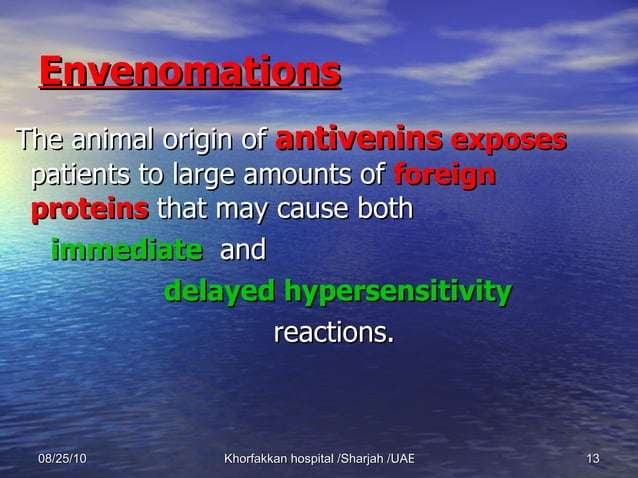 Envenomations
The animal origin of antivenins exposes
patients to large amounts of foreign
proteins that may cause both
immediate and
delayed hypersensitivity
reactions.
08/25/10 Khorfakkan hospital /Sharjah /UAE 13